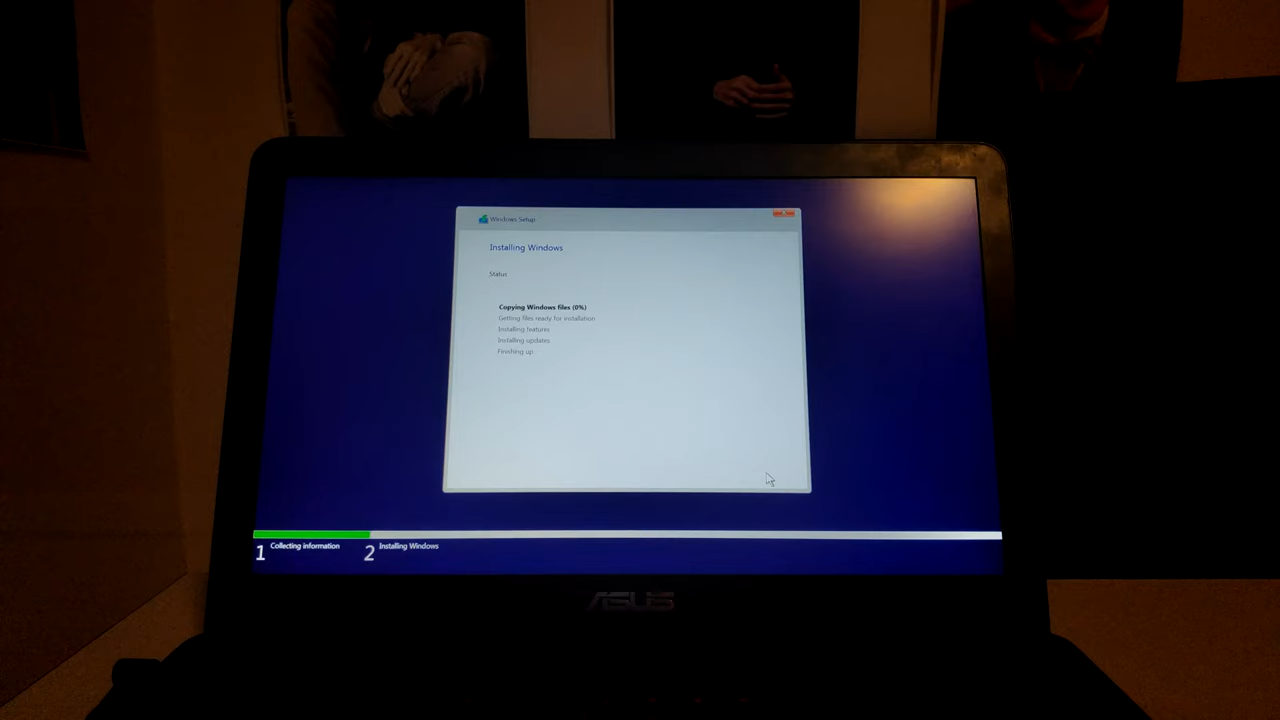 Windows Setup
Installing Windows
Status
Copying Windows files (0%)
Getting files ready for installation
Installing features
Installing updates
Finishing up
1 Collecting information
2 Installing Windows
ASUS